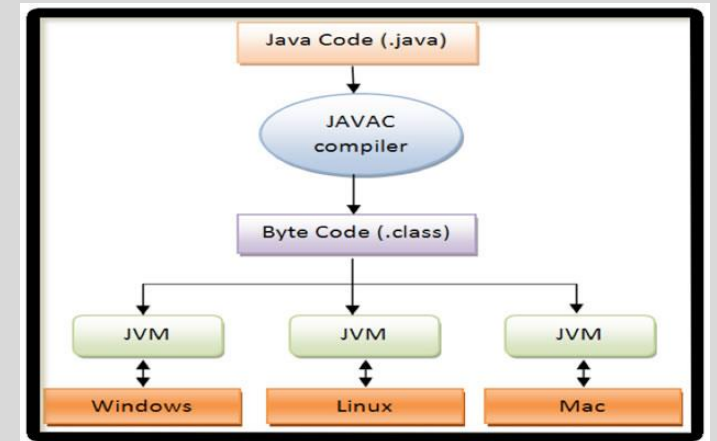 Java Code (.java)
JAVAC
compiler
Byte Code (.class)
JVM
JVM
JVM
Windows
Linux
Mac